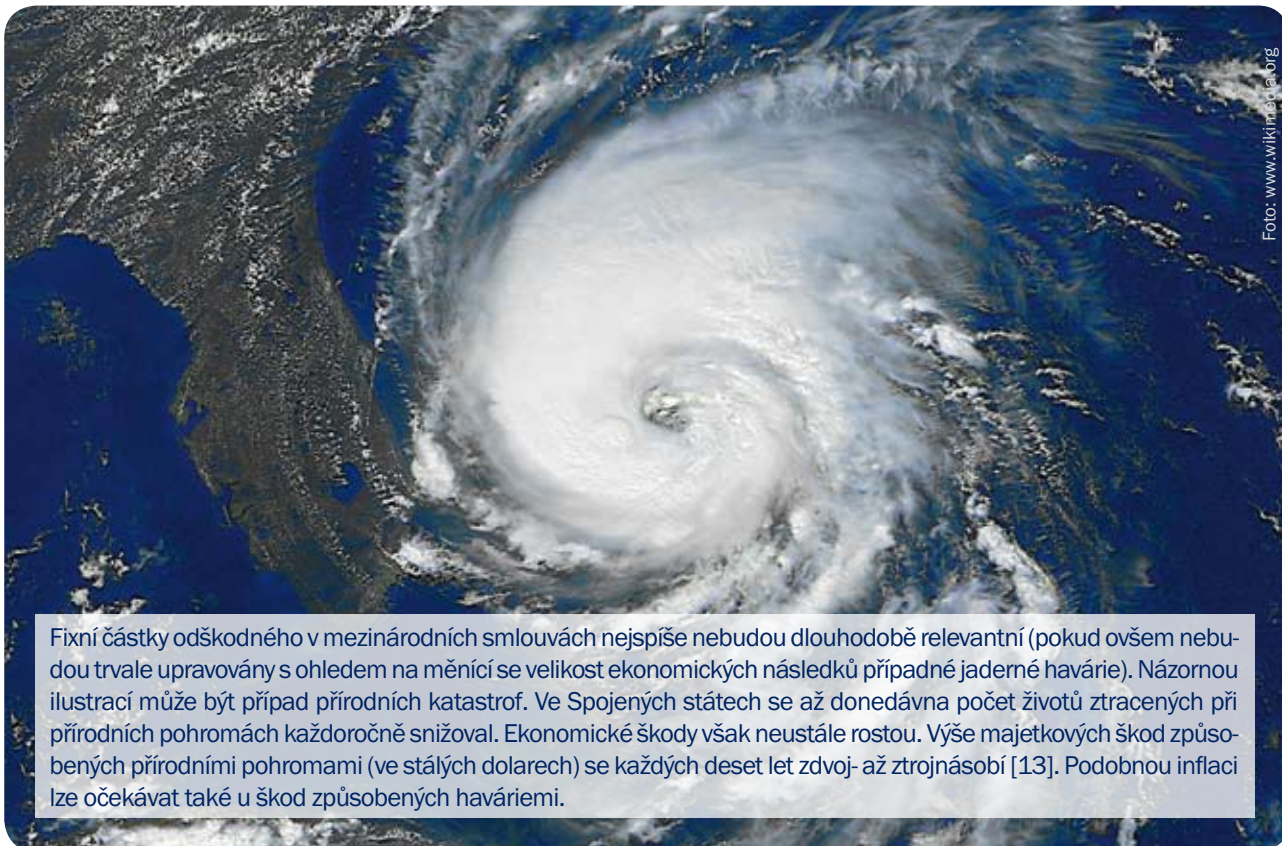 Foto: www.wikimedia.org
Fixní částky odškodného v mezinárodních smlouvách nejspíše nebudou dlouhodobě relevantní (pokud ovšem nebu-
dou trvale upravovány s ohledem na měnící se velikost ekonomických následků případné jaderné havárie). Názornou
ilustrací může být případ přírodních katastrof. Ve Spojených státech se až donedávna počet životů ztracených při
přírodních pohromách každoročně snižoval. Ekonomické škody však neustále rostou. Výše majetkových škod způso-
bených přírodními pohromami (ve stálých dolarech) se každých deset let zdvoj- až ztrojnásobí [13]. Podobnou inflaci
lze očekávat také u škod způsobených haváriemi.